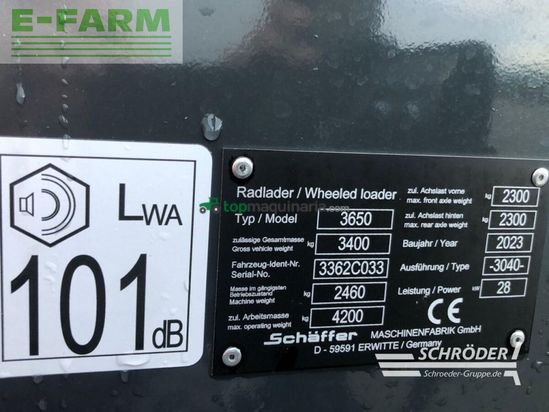 E-FARM
LWA
101 dB
topmaquinaria.com
Radlader / Wheeled loader
Typ / Model 3650
zulässige Gesamtmasse
Gross vehicle weight kg 3400
Fahrzeug-Ident-Nr.
Serial-No. 3362C033
Masse im gängigsten
Betriebszustand
Machine weight kg 2460
zul. Arbeitsmasse
max. operating weight kg 4200
zul. Achslast vorne
max. front axle weight kg 2300
zul. Achslast hinten
max. rear axle weight kg 2300
Baujahr / Year 2023
Ausführung / Type -3040-
Leistung / Power kW 28
CE
Schäffer MASCHINENFABRIK GmbH
D - 59591 ERWITTE / Germany
SCHRÖDER
Schroeder-Gruppe.de